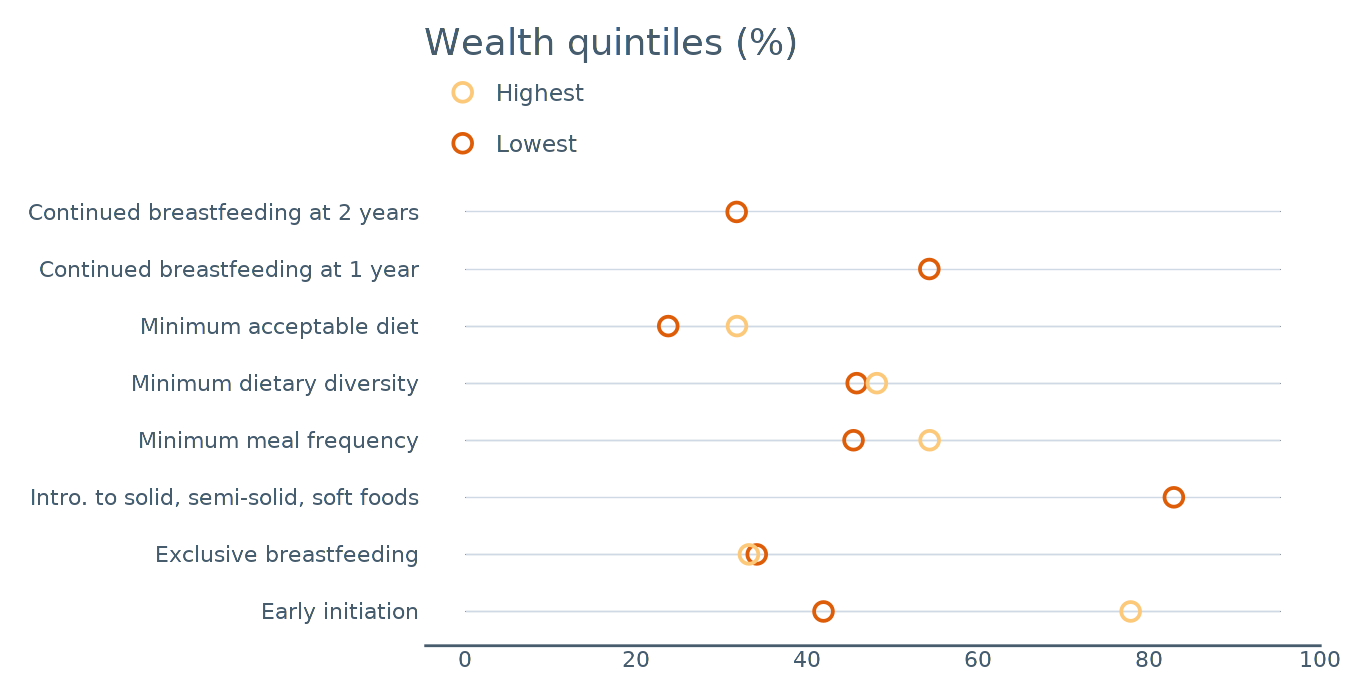 Wealth quintiles (%)
Highest
Lowest
Continued breastfeeding at 2 years
Continued breastfeeding at 1 year
Minimum acceptable diet
Minimum dietary diversity
Minimum meal frequency
Intro. to solid, semi-solid, soft foods
Exclusive breastfeeding
Early initiation
0 20 40 60 80 100